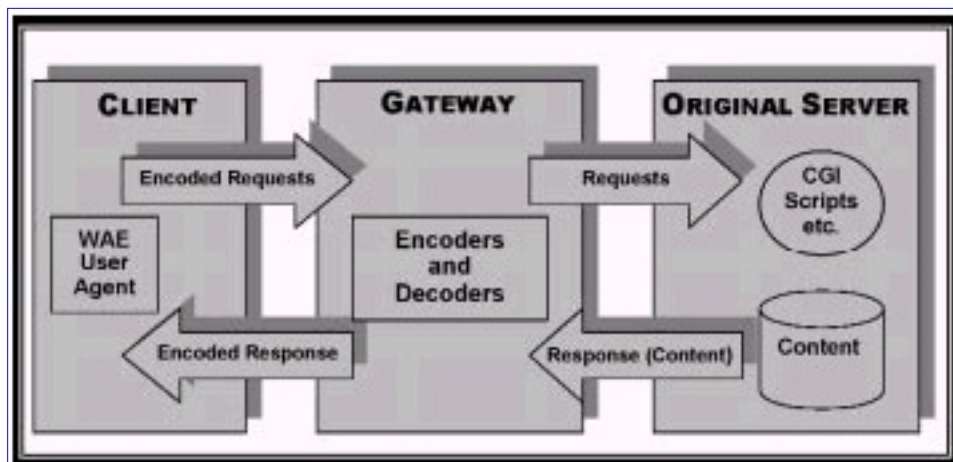 CLIENT
GATEWAY
ORIGINAL SERVER
Encoded Requests
Requests
CGI
Scripts
etc.
WAE
User
Agent
Encoders
and
Decoders
Encoded Response
Response (Content)
Content